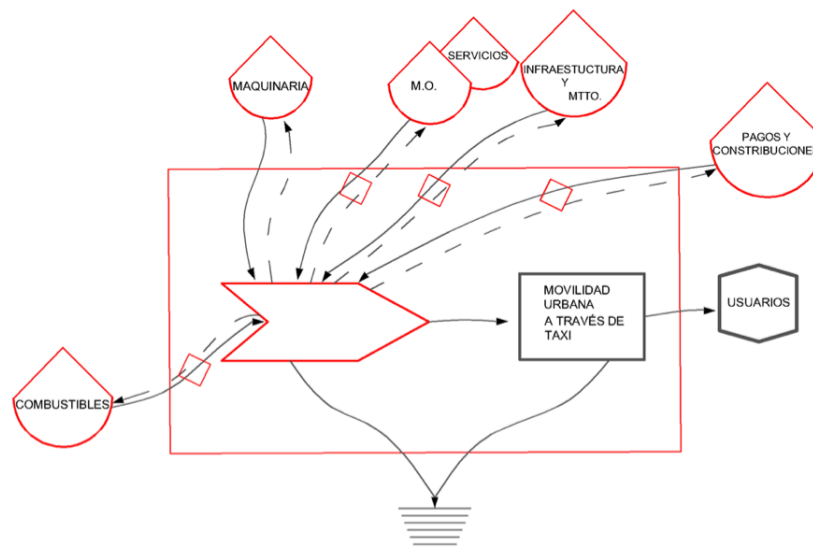 MAQUINARIA
M.O.
SERVICIOS
INFRAESTUCTURA
Y
MTTO.
PAGOS Y
CONSTRIBUCIONE
MOVILIDAD
URBANA
A TRAVÉS DE
TAXI
USUARIOS
COMBUSTIBLES